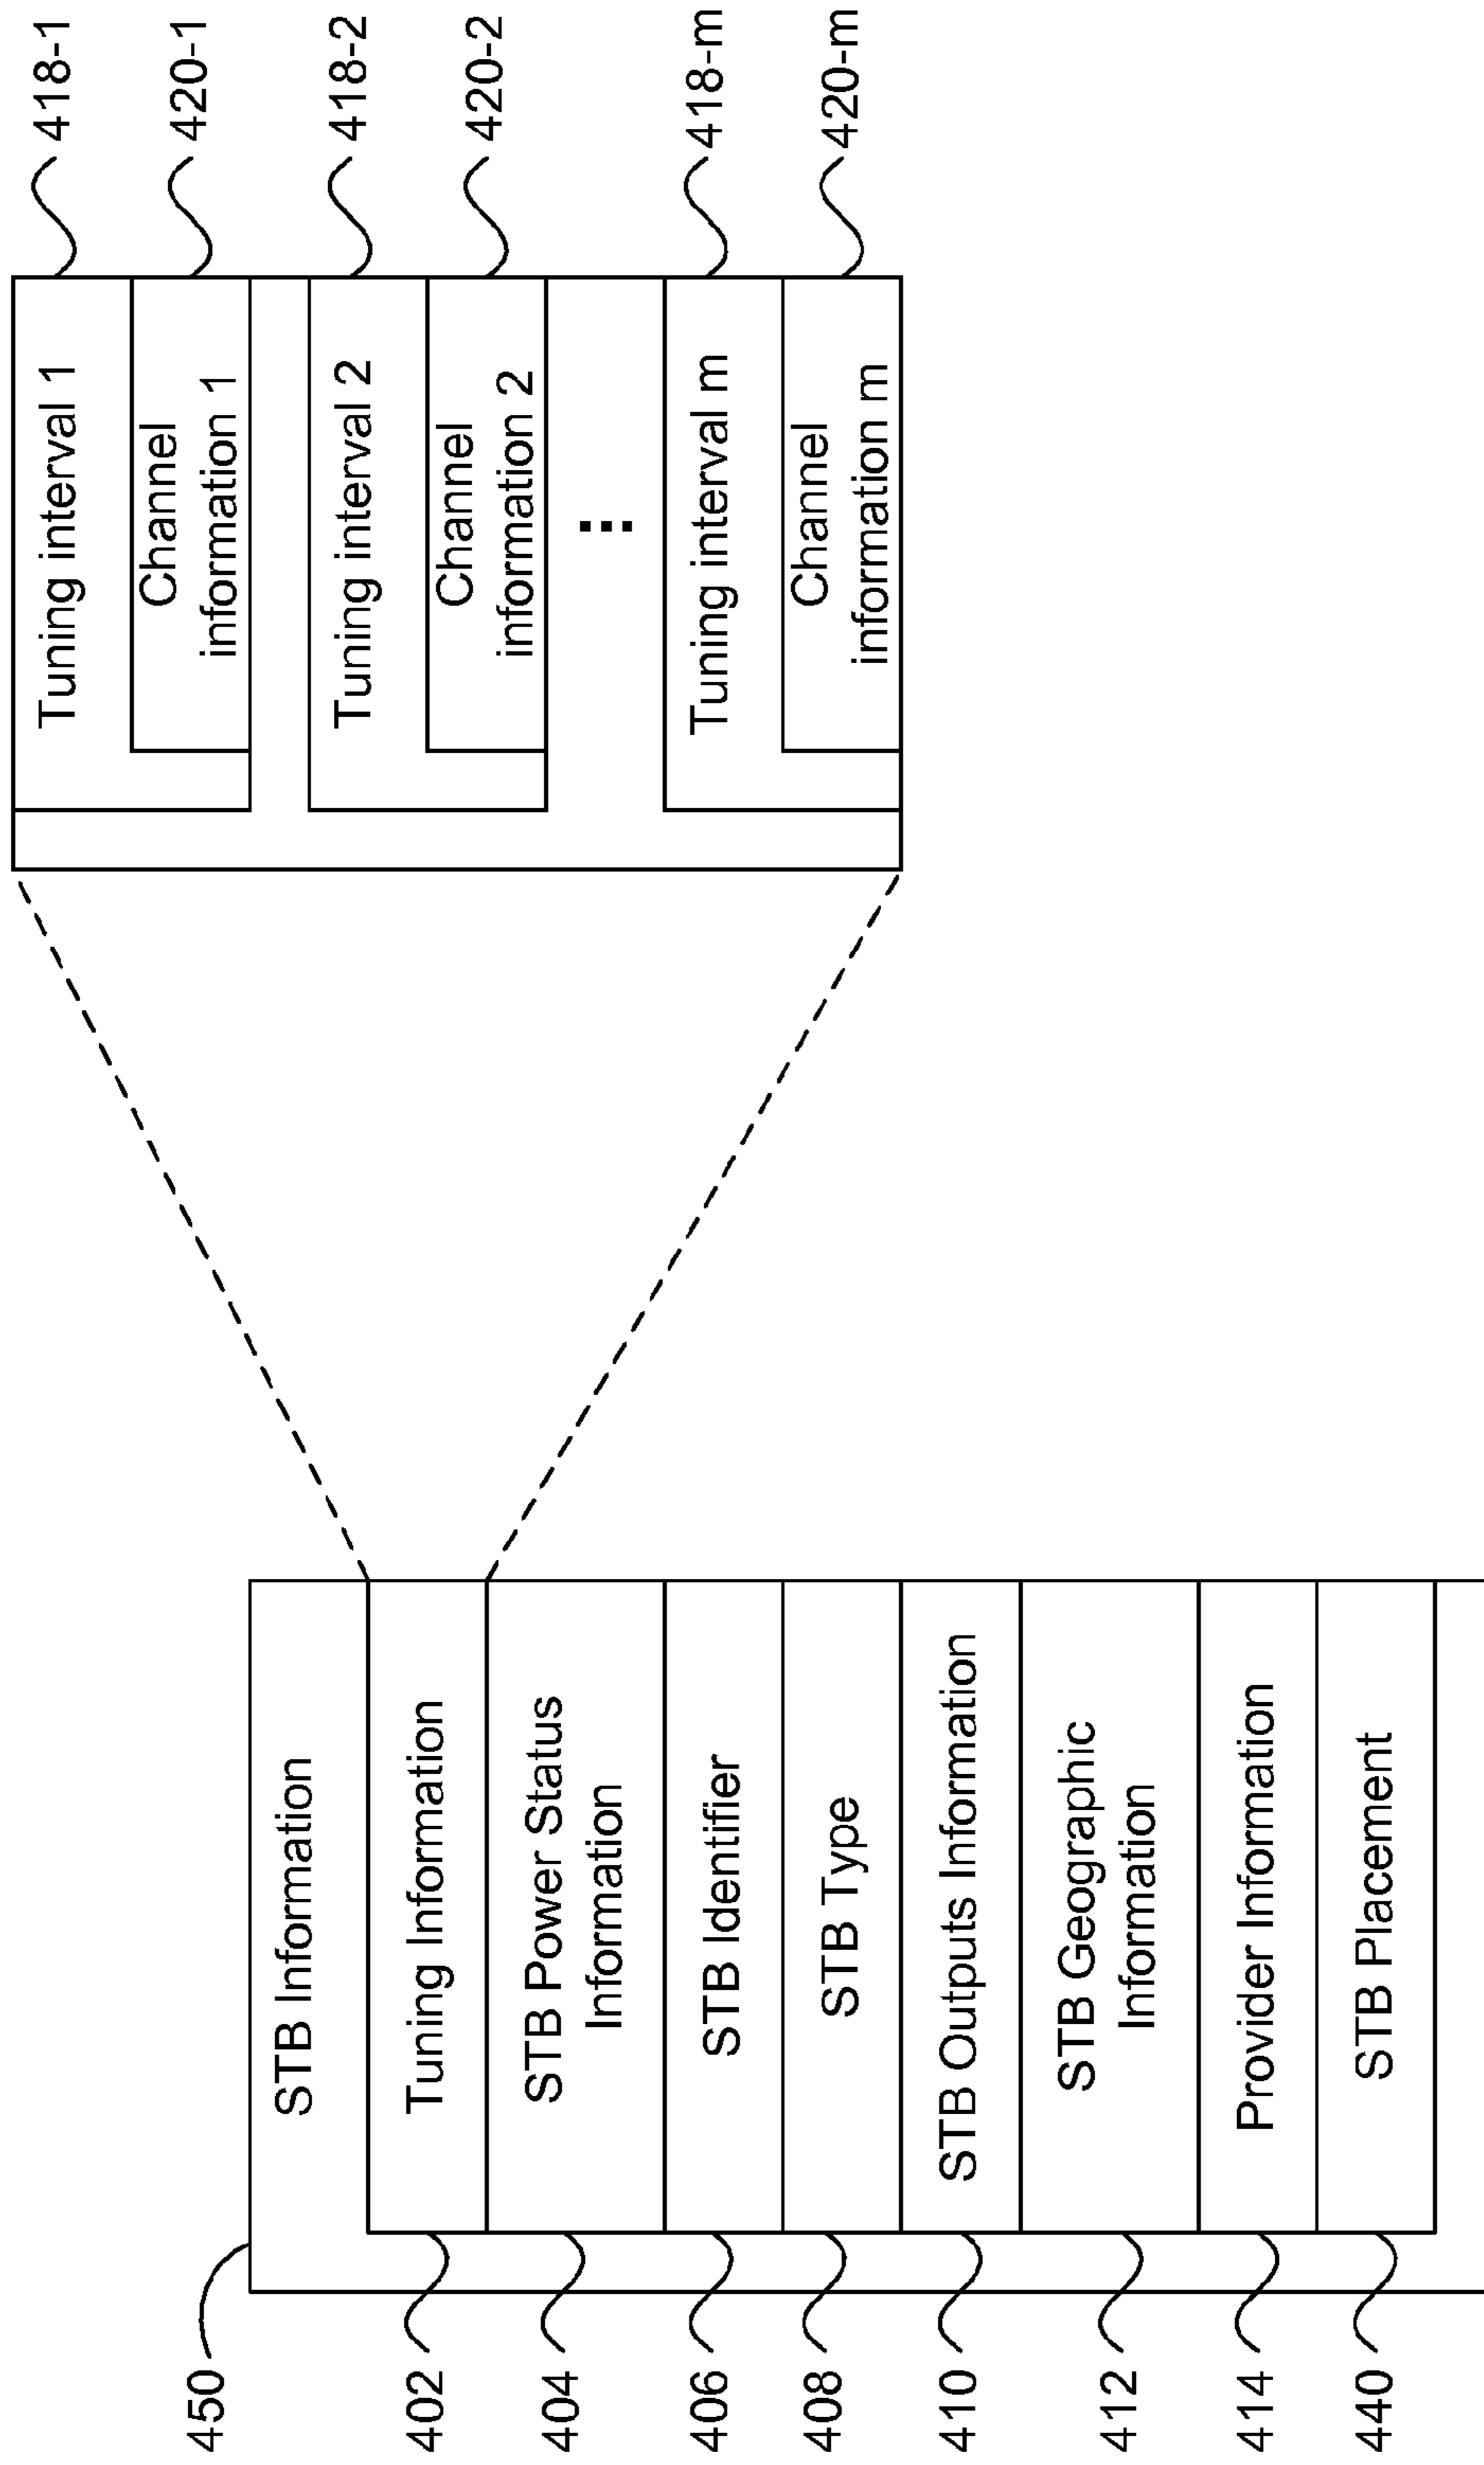 450
STB Information
402
Tuning Information
404
STB Power Status
Information
406
STB Identifier
408
STB Type
410
STB Outputs Information
412
STB Geographic
Information
414
Provider Information
440
STB Placement
Tuning interval 1
418-1
Channel
information 1
420-1
Tuning interval 2
418-2
Channel
information 2
420-2
Tuning interval m
418-m
Channel
information m
420-m